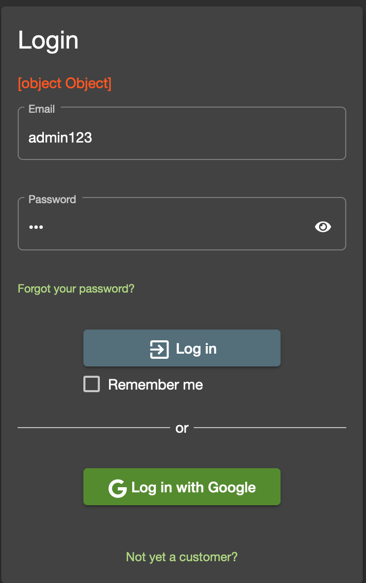 Login
[object Object]
Email
admin123
Password
•••
Forgot your password?
Log in
Remember me
or
Log in with Google
Not yet a customer?